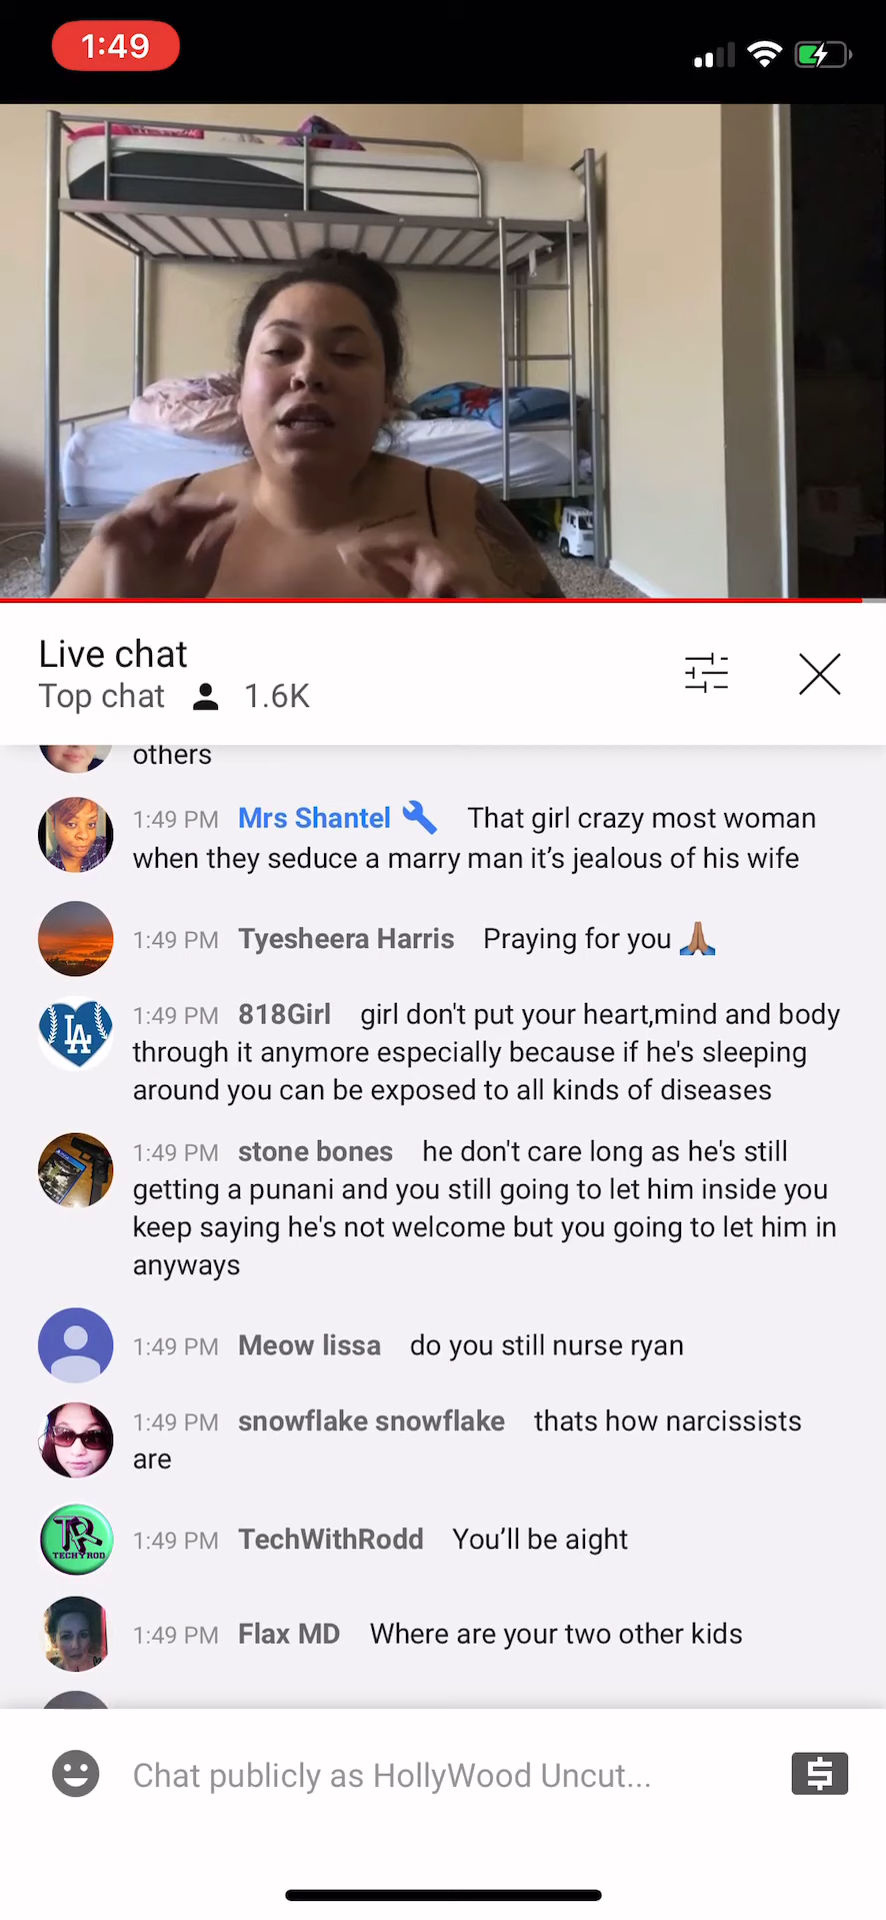 1:49
Live chat
Top chat 1.6K
others
1:49 PM Mrs Shantel That girl crazy most woman
when they seduce a marry man it’s jealous of his wife
1:49 PM Tyesheera Harris Praying for you 🙏🏽
1:49 PM 818Girl girl don't put your heart,mind and body
through it anymore especially because if he's sleeping
around you can be exposed to all kinds of diseases
LA
1:49 PM stone bones he don't care long as he's still
getting a punani and you still going to let him inside you
keep saying he's not welcome but you going to let him in
anyways
1:49 PM Meow lissa do you still nurse ryan
1:49 PM snowflake snowflake thats how narcissists
are
TR
TECHYROD
1:49 PM TechWithRodd You’ll be aight
1:49 PM Flax MD Where are your two other kids
Chat publicly as HollyWood Uncut...
$